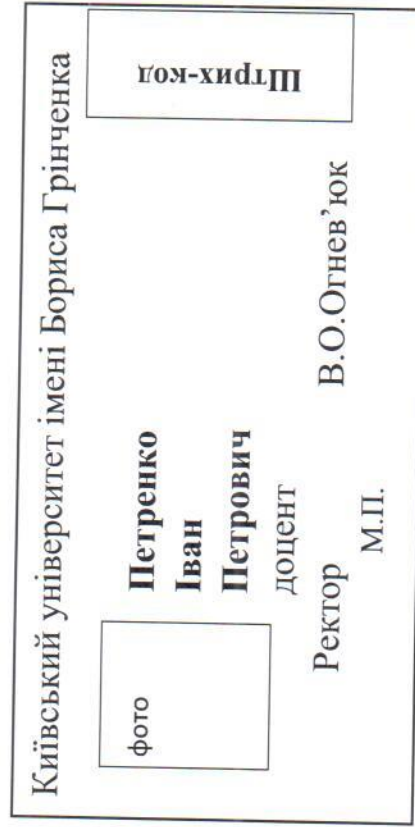 Київський університет імені Бориса Грінченка
фото
Петренко
Іван
Петрович
доцент
Штрих-код
Ректор В.О.Огнев’юк
М.П.